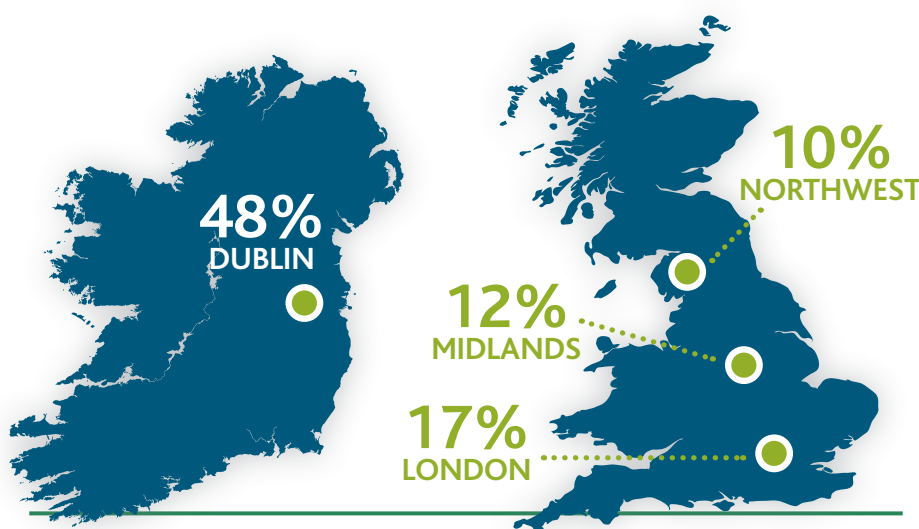 48%
DUBLIN
10%
NORTHWEST
12%
MIDLANDS
17%
LONDON